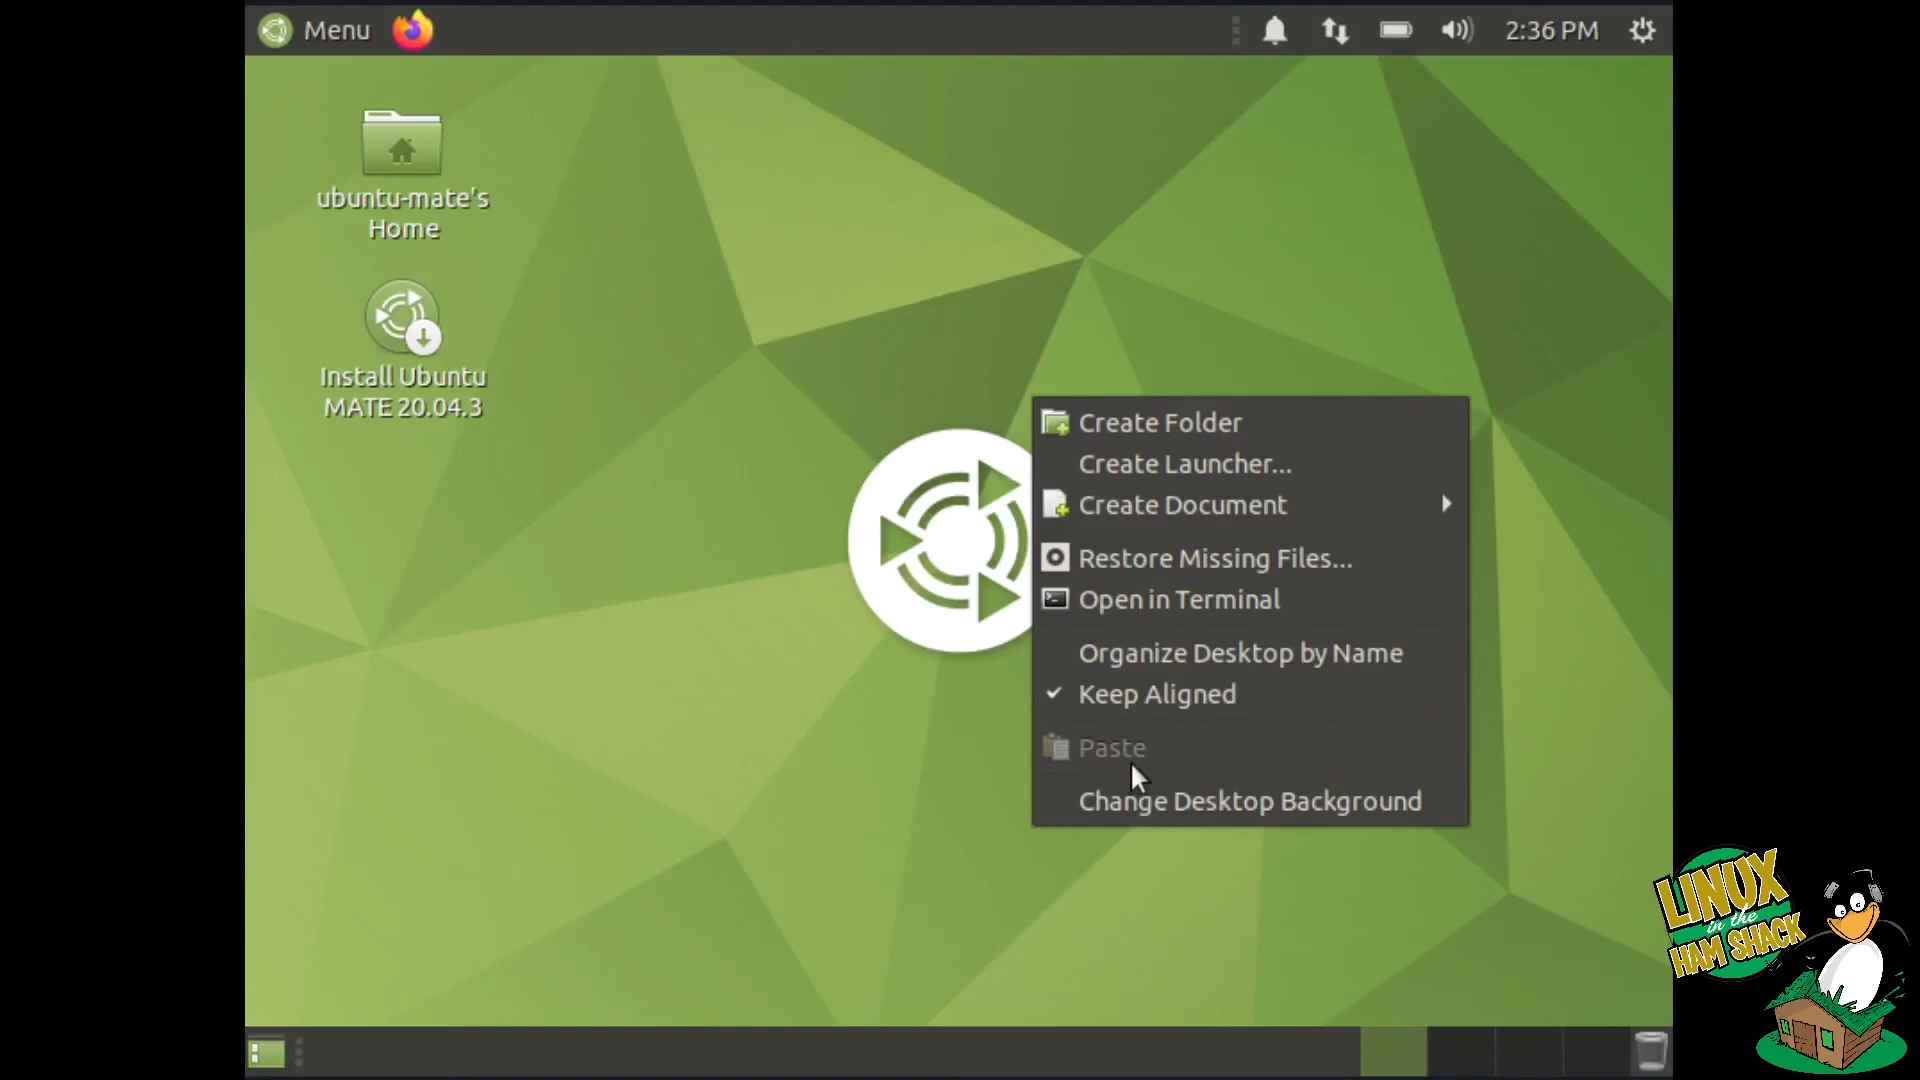 Menu
2:36 PM
ubuntu-mate's
Home
Install Ubuntu
MATE 20.04.3
Create Folder
Create Launcher...
Create Document
Restore Missing Files...
Open in Terminal
Organize Desktop by Name
Keep Aligned
Paste
Change Desktop Background
LINUX
in the
HAM SHACK